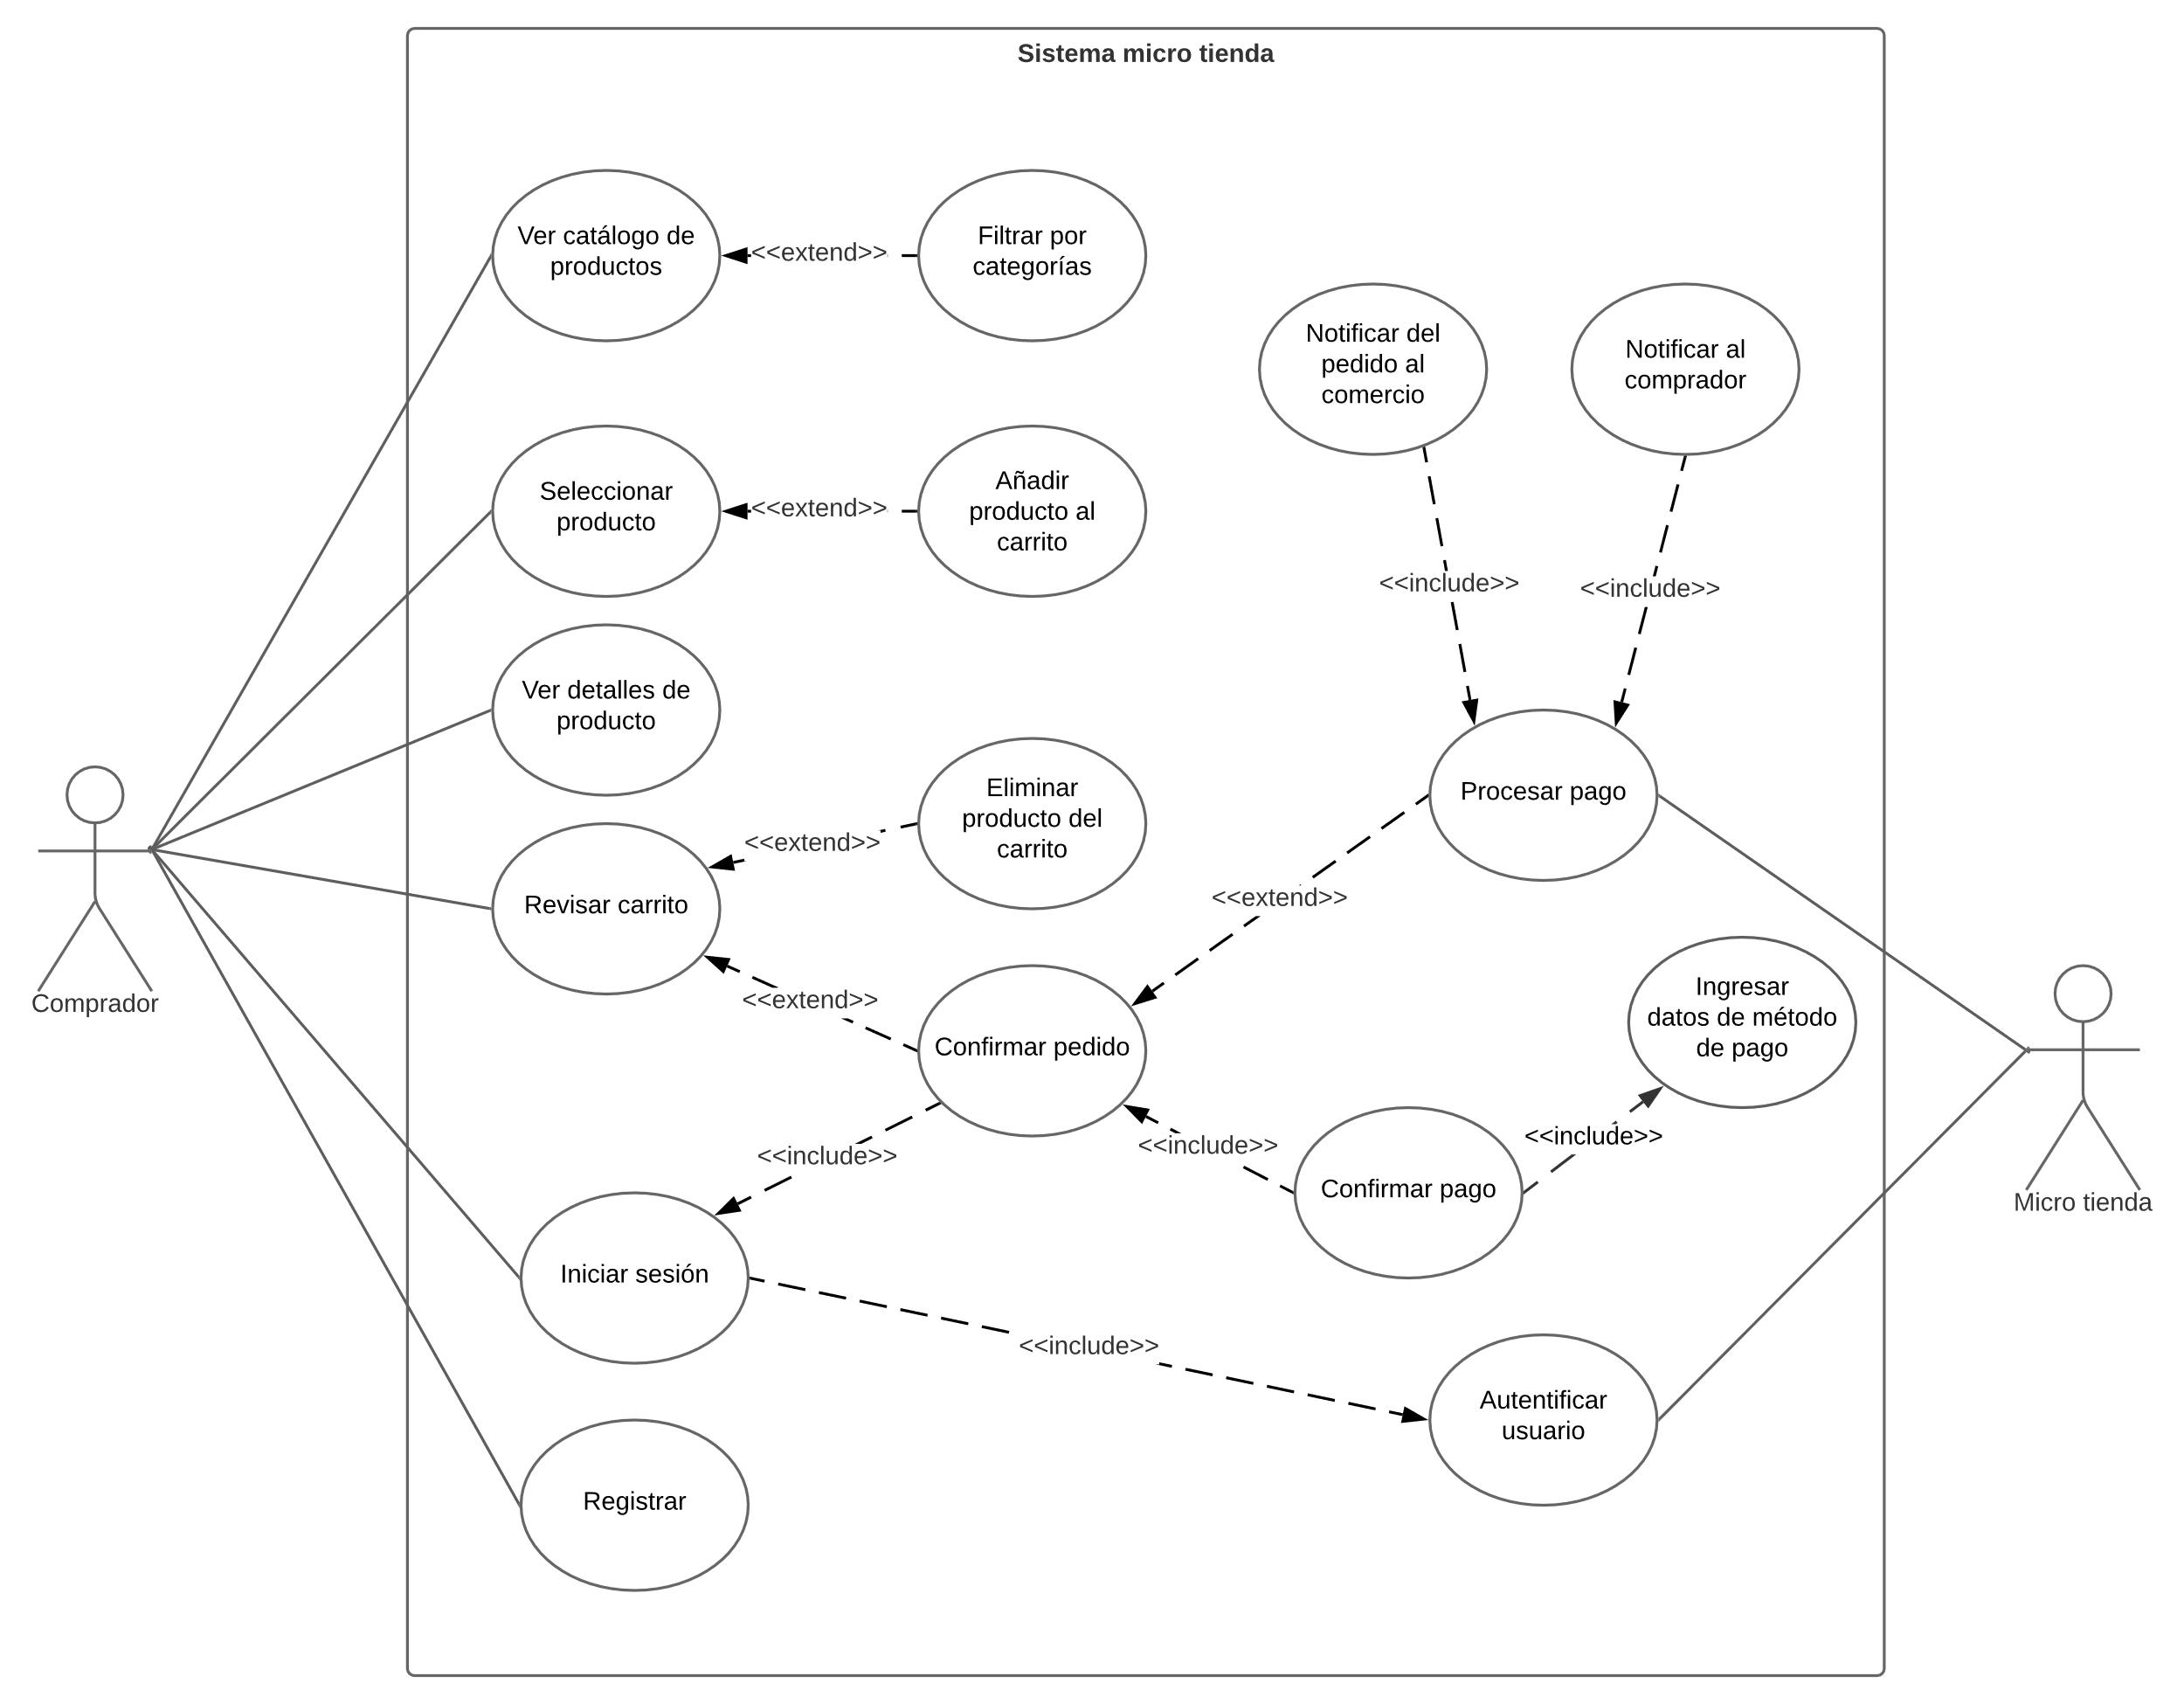 Sistema micro tienda
Ver catálogo de
productos
<<extend>>
Filtrar por
categorías
Notificar del
pedido al
comercio
Notificar al
comprador
Seleccionar
producto
<<extend>>
Añadir
producto al
carrito
<<include>>
<<include>>
Ver detalles de
producto
Eliminar
producto del
carrito
<<extend>>
Procesar pago
Revisar carrito
<<extend>>
<<extend>>
Confirmar pedido
Ingresar
datos de método
de pago
Comprador
<<include>>
<<include>>
<<include>>
Confirmar pago
Micro tienda
Iniciar sesión
<<include>>
Autentificar
usuario
Registrar